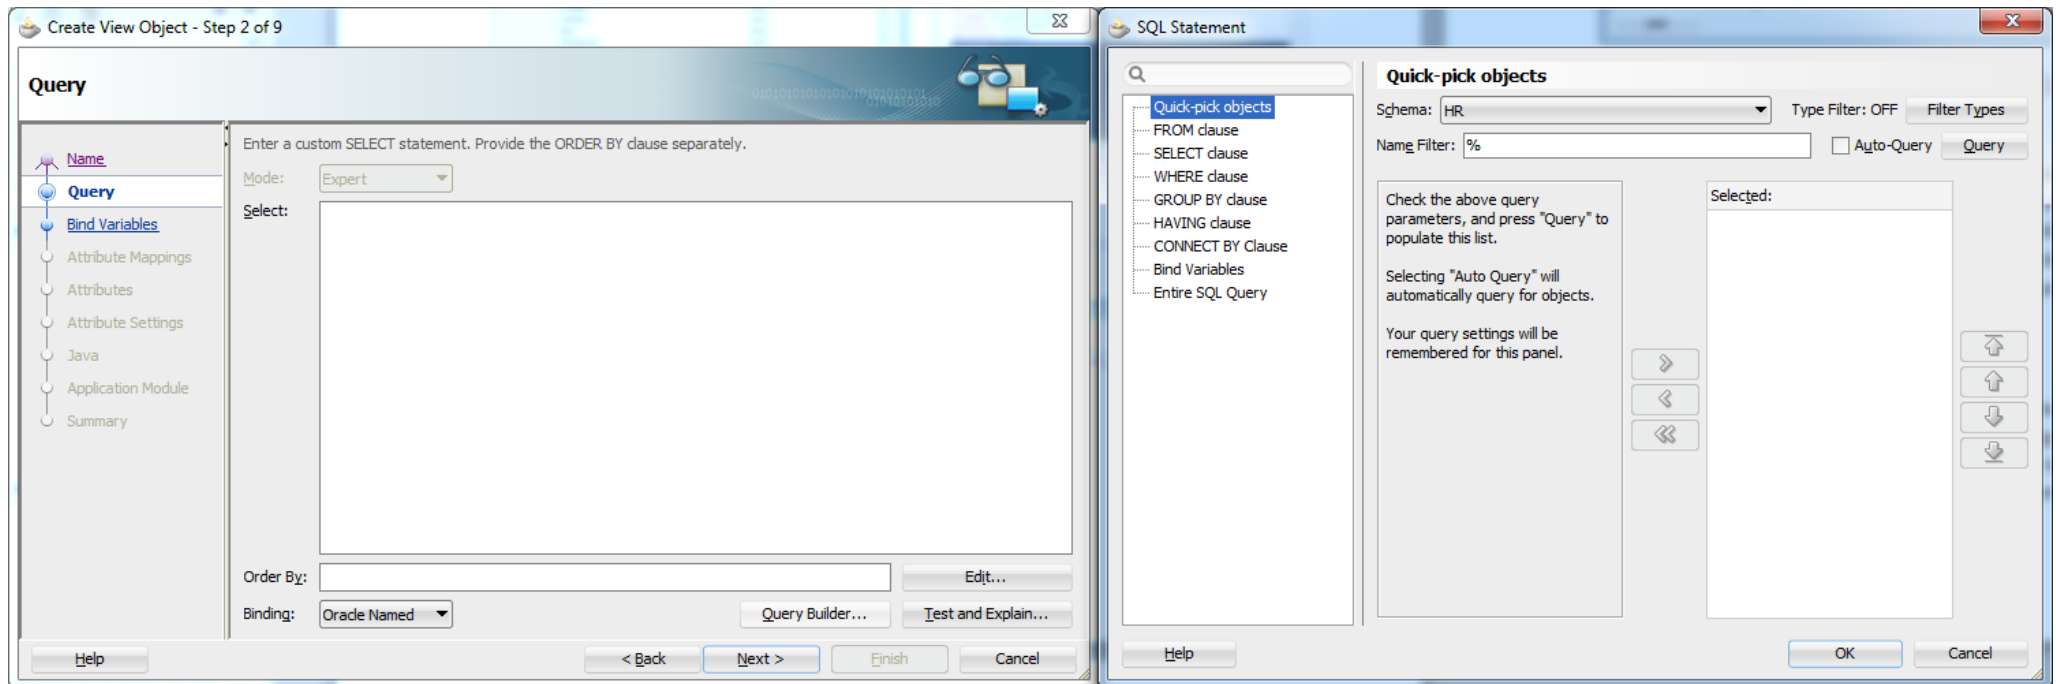 Create View Object - Step 2 of 9
Query
Name
Query
Bind Variables
Attribute Mappings
Attributes
Attribute Settings
Java
Application Module
Summary
Enter a custom SELECT statement. Provide the ORDER BY clause separately.
Mode: Expert
Select:
Order By: Edit...
Binding: Oracle Named Query Builder... Test and Explain...
Help < Back Next > Finish Cancel
SQL Statement
Quick-pick objects
FROM clause
SELECT clause
WHERE clause
GROUP BY clause
HAVING clause
CONNECT BY Clause
Bind Variables
Entire SQL Query
Quick-pick objects
Schema: HR Type Filter: OFF Filter Types
Name Filter: % Auto-Query Query
Check the above query
parameters, and press "Query" to
populate this list.
Selecting "Auto Query" will
automatically query for objects.
Your query settings will be
remembered for this panel.
Selected:
Help OK Cancel